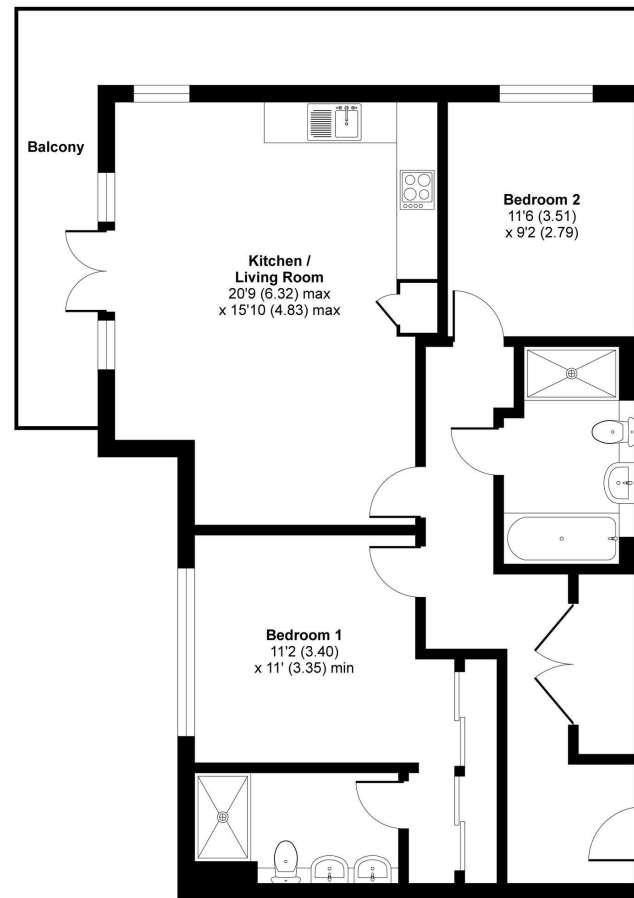 Balcony
Bedroom 2
11'6 (3.51)
x 9'2 (2.79)
Kitchen /
Living Room
20'9 (6.32) max
x 15'10 (4.83) max
Bedroom 1
11'2 (3.40)
x 11' (3.35) min